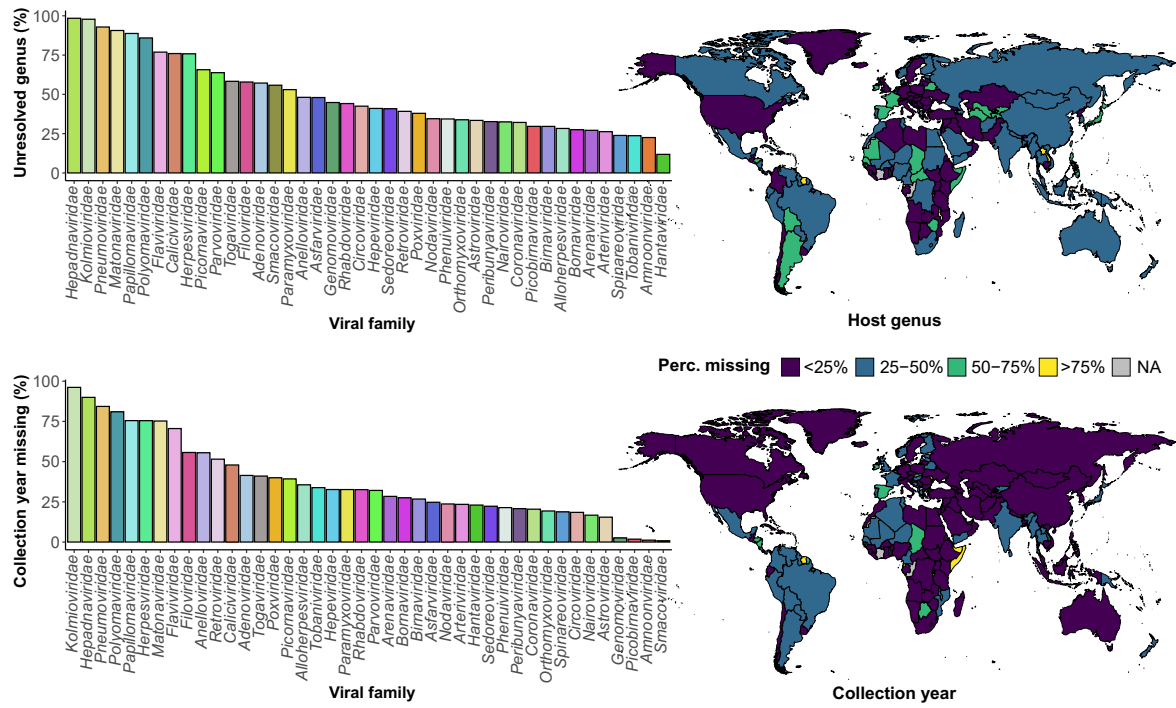 Unresolved genus (%)
100
75
50
25
0
Hepadnaviridae
Kolmioviridae
Pneumoviridae
Matonaviridae
Papillomaviridae
Polyomaviridae
Flaviviridae
Caliciviridae
Herpesviridae
Picornaviridae
Parvoviridae
Togaviridae
Filoviridae
Adenoviridae
Smacoviridae
Paramyxoviridae
Anelloviridae
Asfarviridae
Genomoviridae
Rhabdoviridae
Circoviridae
Hepeviridae
Sedoreoviridae
Retroviridae
Poxviridae
Nodaviridae
Phenuiviridae
Orthomyxoviridae
Astroviridae
Peribunyaviridae
Nairoviridae
Coronaviridae
Picobirnaviridae
Birnaviridae
Alloherpesviridae
Bornaviridae
Arenaviridae
Arteriviridae
Spinareoviridae
Tobaniviridae
Amnoonviridae
Hantaviridae
Viral family
Host genus
Perc. missing <25% 25−50% 50−75% >75% NA
Collection year missing (%)
100
75
50
25
0
Kolmioviridae
Hepadnaviridae
Pneumoviridae
Polyomaviridae
Papillomaviridae
Herpesviridae
Matonaviridae
Flaviviridae
Filoviridae
Anelloviridae
Retroviridae
Caliciviridae
Adenoviridae
Togaviridae
Poxviridae
Picornaviridae
Alloherpesviridae
Tobaniviridae
Hepeviridae
Paramyxoviridae
Rhabdoviridae
Parvoviridae
Arenaviridae
Bornaviridae
Birnaviridae
Asfarviridae
Nodaviridae
Arteriviridae
Hantaviridae
Sedoreoviridae
Phenuiviridae
Peribunyaviridae
Coronaviridae
Orthomyxoviridae
Spinareoviridae
Circoviridae
Nairoviridae
Astroviridae
Genomoviridae
Picobirnaviridae
Amnoonviridae
Smacoviridae
Viral family
Collection year